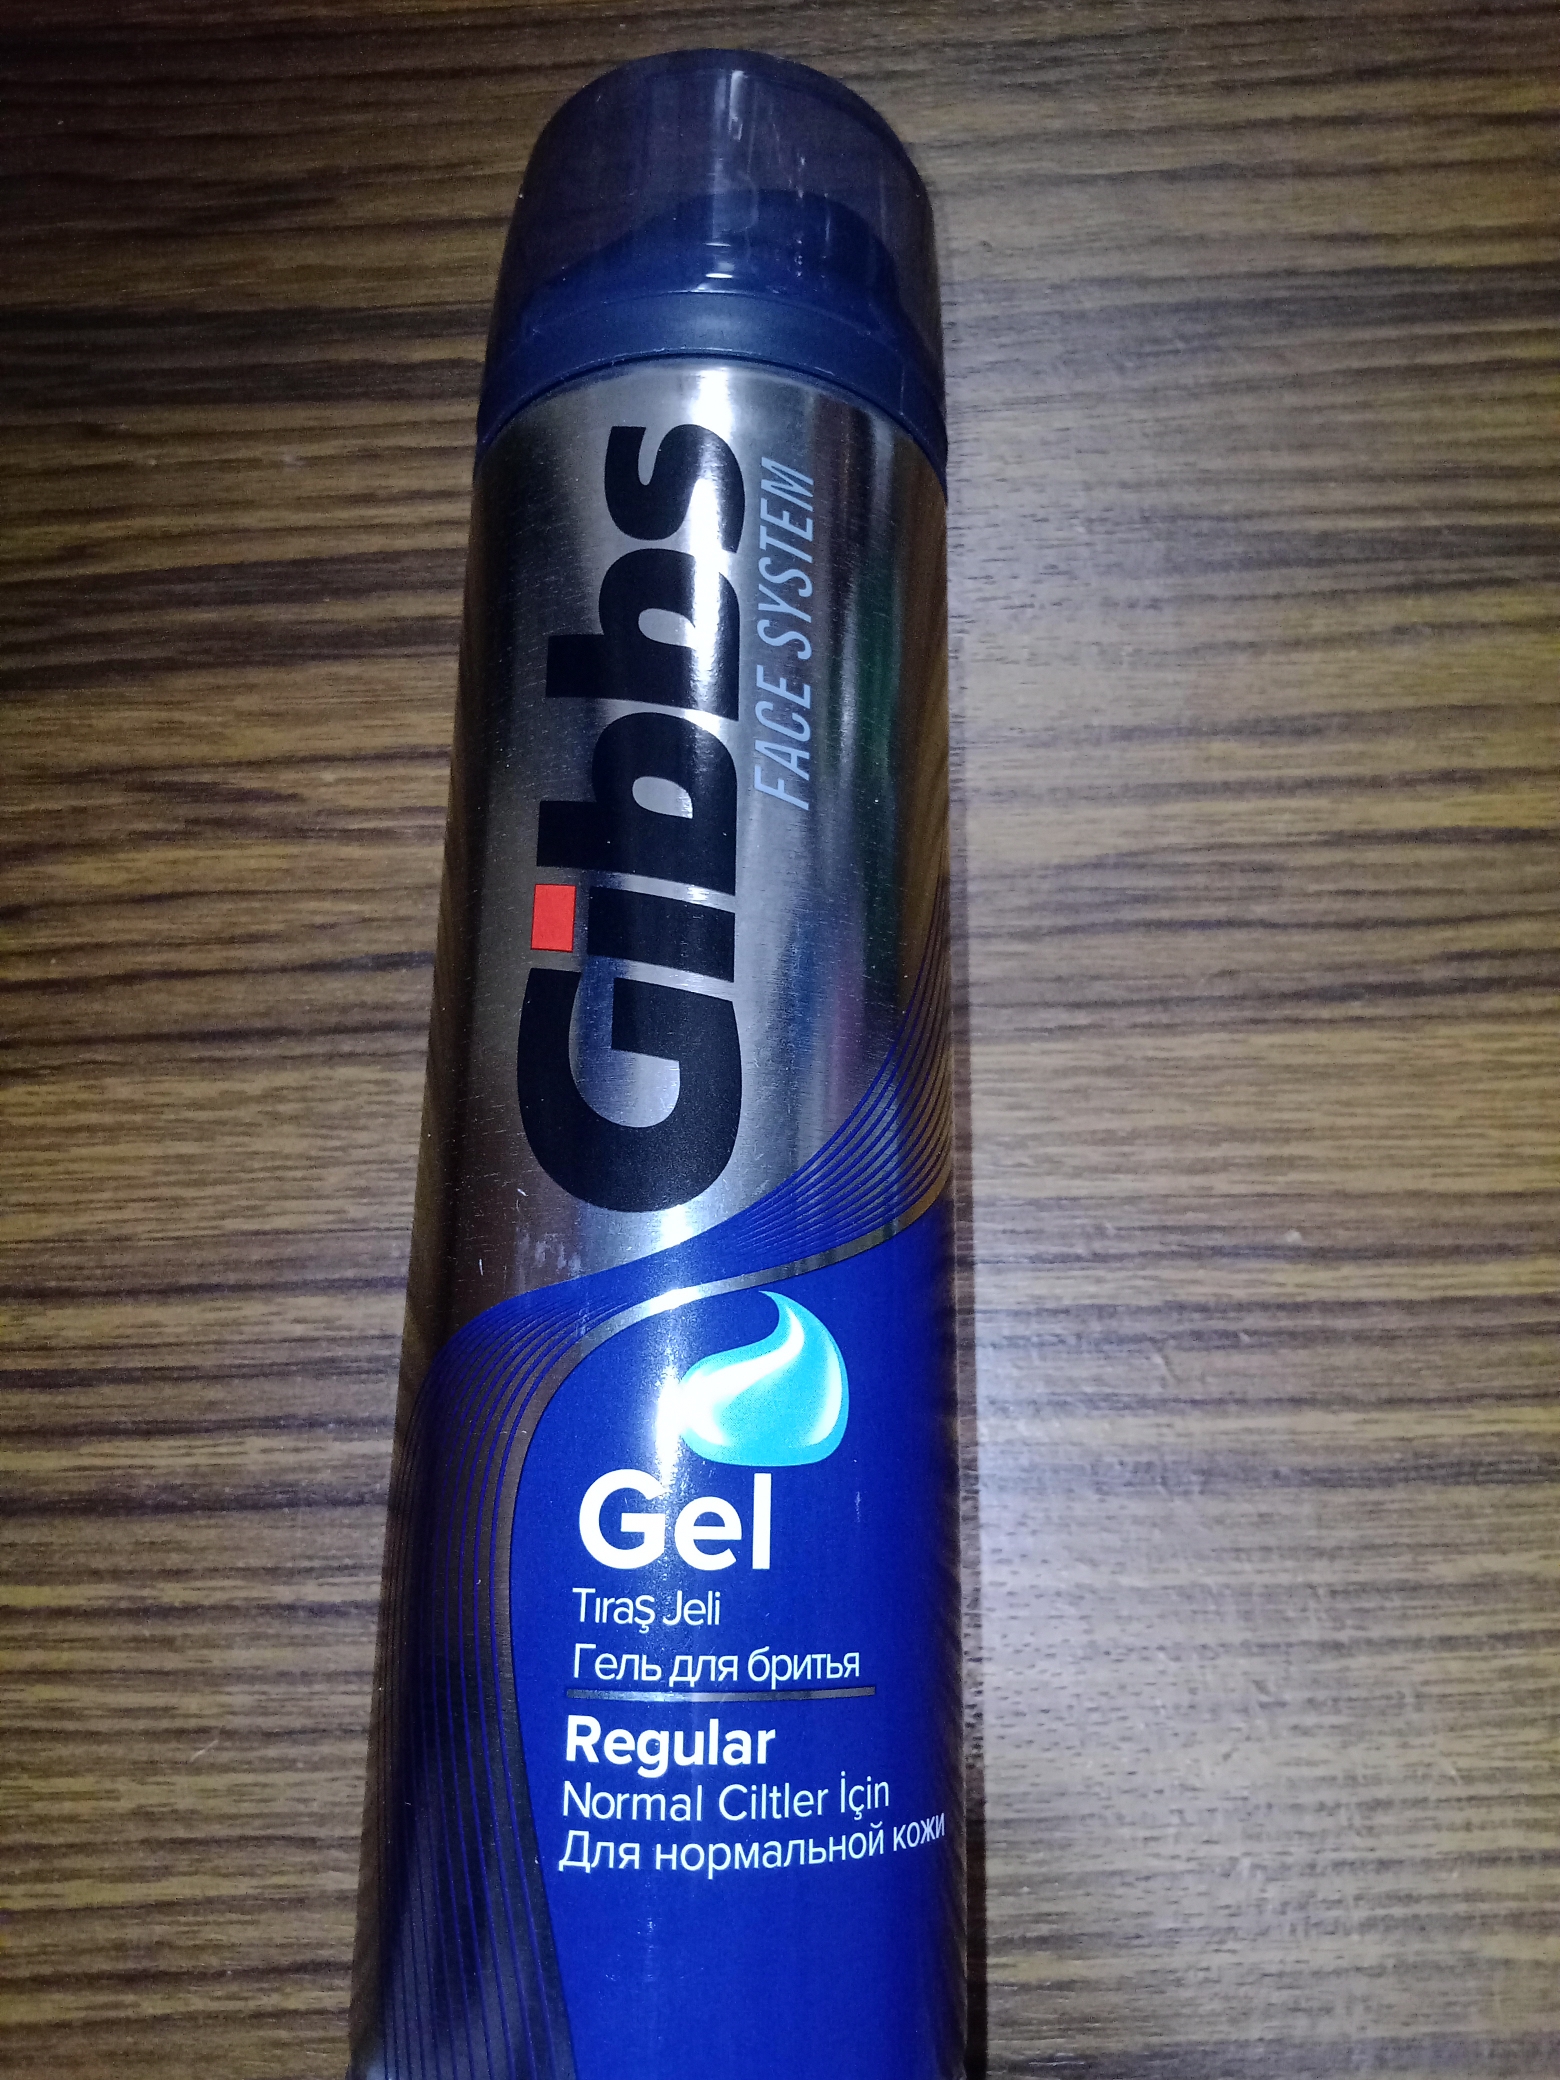 Gibbs
FACE SYSTEM
Gel
Tıraş Jeli
Гель для бритья
Regular
Normal Ciltler İçin
Для нормальной кожи